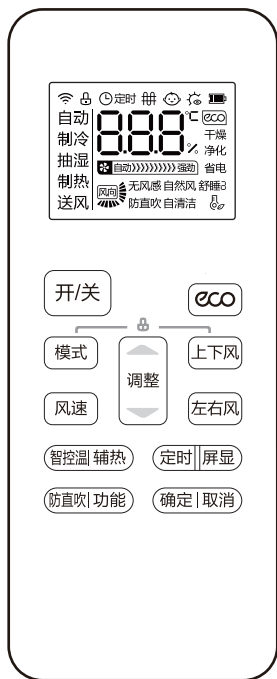 定时
自动 888 ℃ eco
制冷 % 干燥
抽湿 净化
自动 强劲 省电
制热 风向 无风感 自然风 舒睡
送风 防直吹 自清洁
开/关 eco
模式 调整 上下风
风速 左右风
智控温|辅热 定时||屏显
防直吹|功能 确定|取消